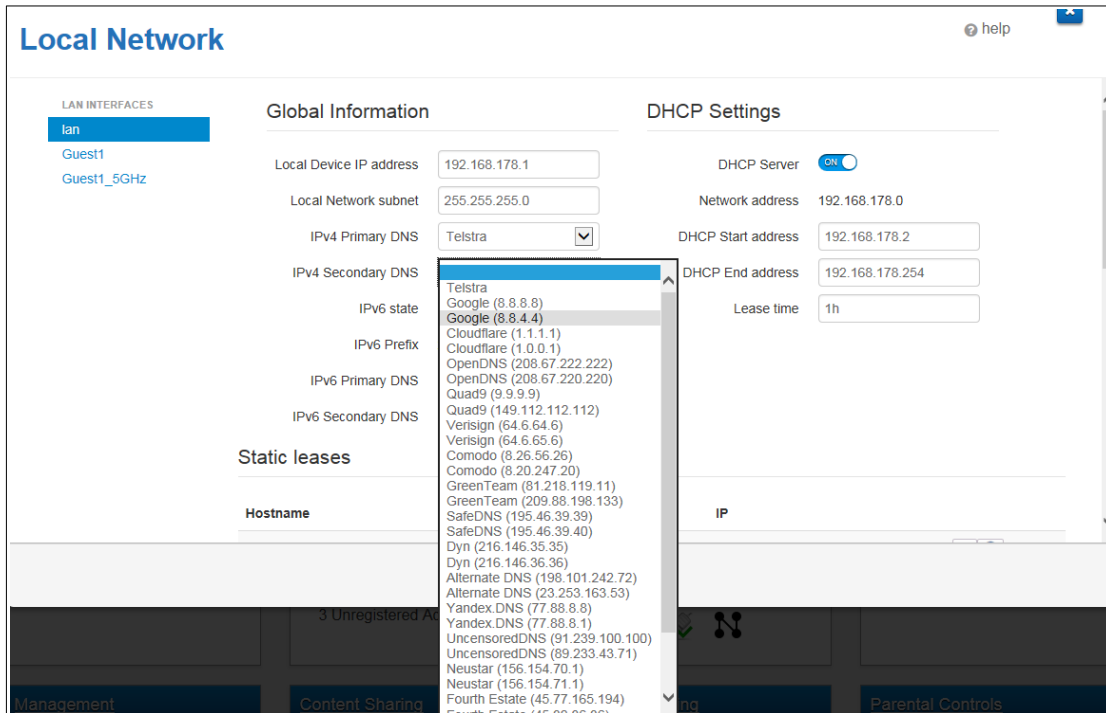 Local Network
help
x
LAN INTERFACES
lan
Guest1
Guest1_5GHz
Global Information
Local Device IP address 192.168.178.1
Local Network subnet 255.255.255.0
IPv4 Primary DNS Telstra
IPv4 Secondary DNS
IPv6 state
IPv6 Prefix
IPv6 Primary DNS
IPv6 Secondary DNS
Telstra
Google (8.8.8.8)
Google (8.8.4.4)
Cloudflare (1.1.1.1)
Cloudflare (1.0.0.1)
OpenDNS (208.67.222.222)
OpenDNS (208.67.220.220)
Quad9 (9.9.9.9)
Quad9 (149.112.112.112)
Verisign (64.6.64.6)
Verisign (64.6.65.6)
Comodo (8.26.56.26)
Comodo (8.20.247.20)
GreenTeam (81.218.119.11)
GreenTeam (209.88.198.133)
SafeDNS (195.46.39.39)
SafeDNS (195.46.39.40)
Dyn (216.146.35.35)
Dyn (216.146.36.36)
Alternate DNS (198.101.242.72)
Alternate DNS (23.253.163.53)
Yandex.DNS (77.88.8.8)
Yandex.DNS (77.88.8.1)
UncensoredDNS (91.239.100.100)
UncensoredDNS (89.233.43.71)
Neustar (156.154.70.1)
Neustar (156.154.71.1)
Fourth Estate (45.77.165.194)
DHCP Settings
DHCP Server ON
Network address 192.168.178.0
DHCP Start address 192.168.178.2
DHCP End address 192.168.178.254
Lease time 1h
Static leases
Hostname
IP
3 Unregistered
Management
Content Sharing
Parental Controls